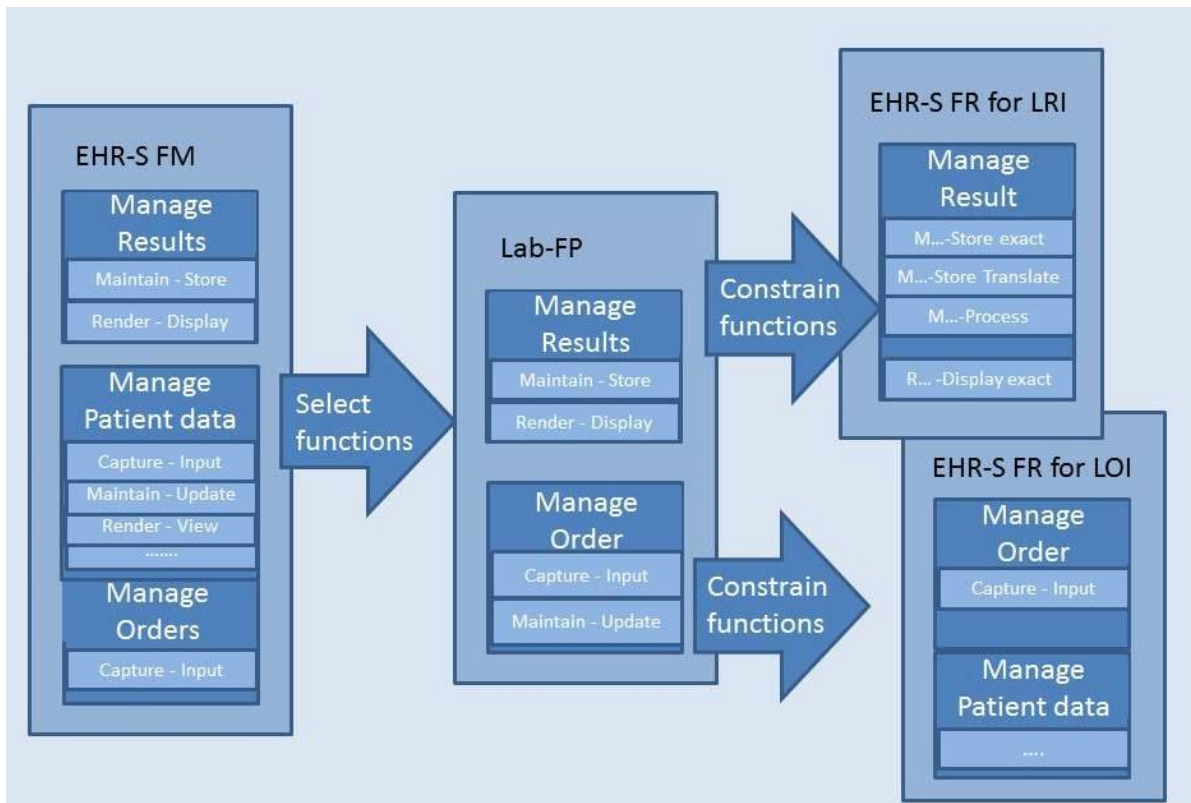 EHR-S FM
Manage
Results
Maintain - Store
Render - Display
Manage
Patient data
Capture - Input
Maintain - Update
Render - View
.......
Manage
Orders
Capture - Input
Select
functions
Lab-FP
Manage
Results
Maintain - Store
Render - Display
Manage
Order
Capture - Input
Maintain - Update
Constrain
functions
Constrain
functions
EHR-S FR for LRI
Manage
Result
M...-Store exact
M...-Store Translate
M...-Process
R... -Display exact
EHR-S FR for LOI
Manage
Order
Capture - Input
Manage
Patient data
....